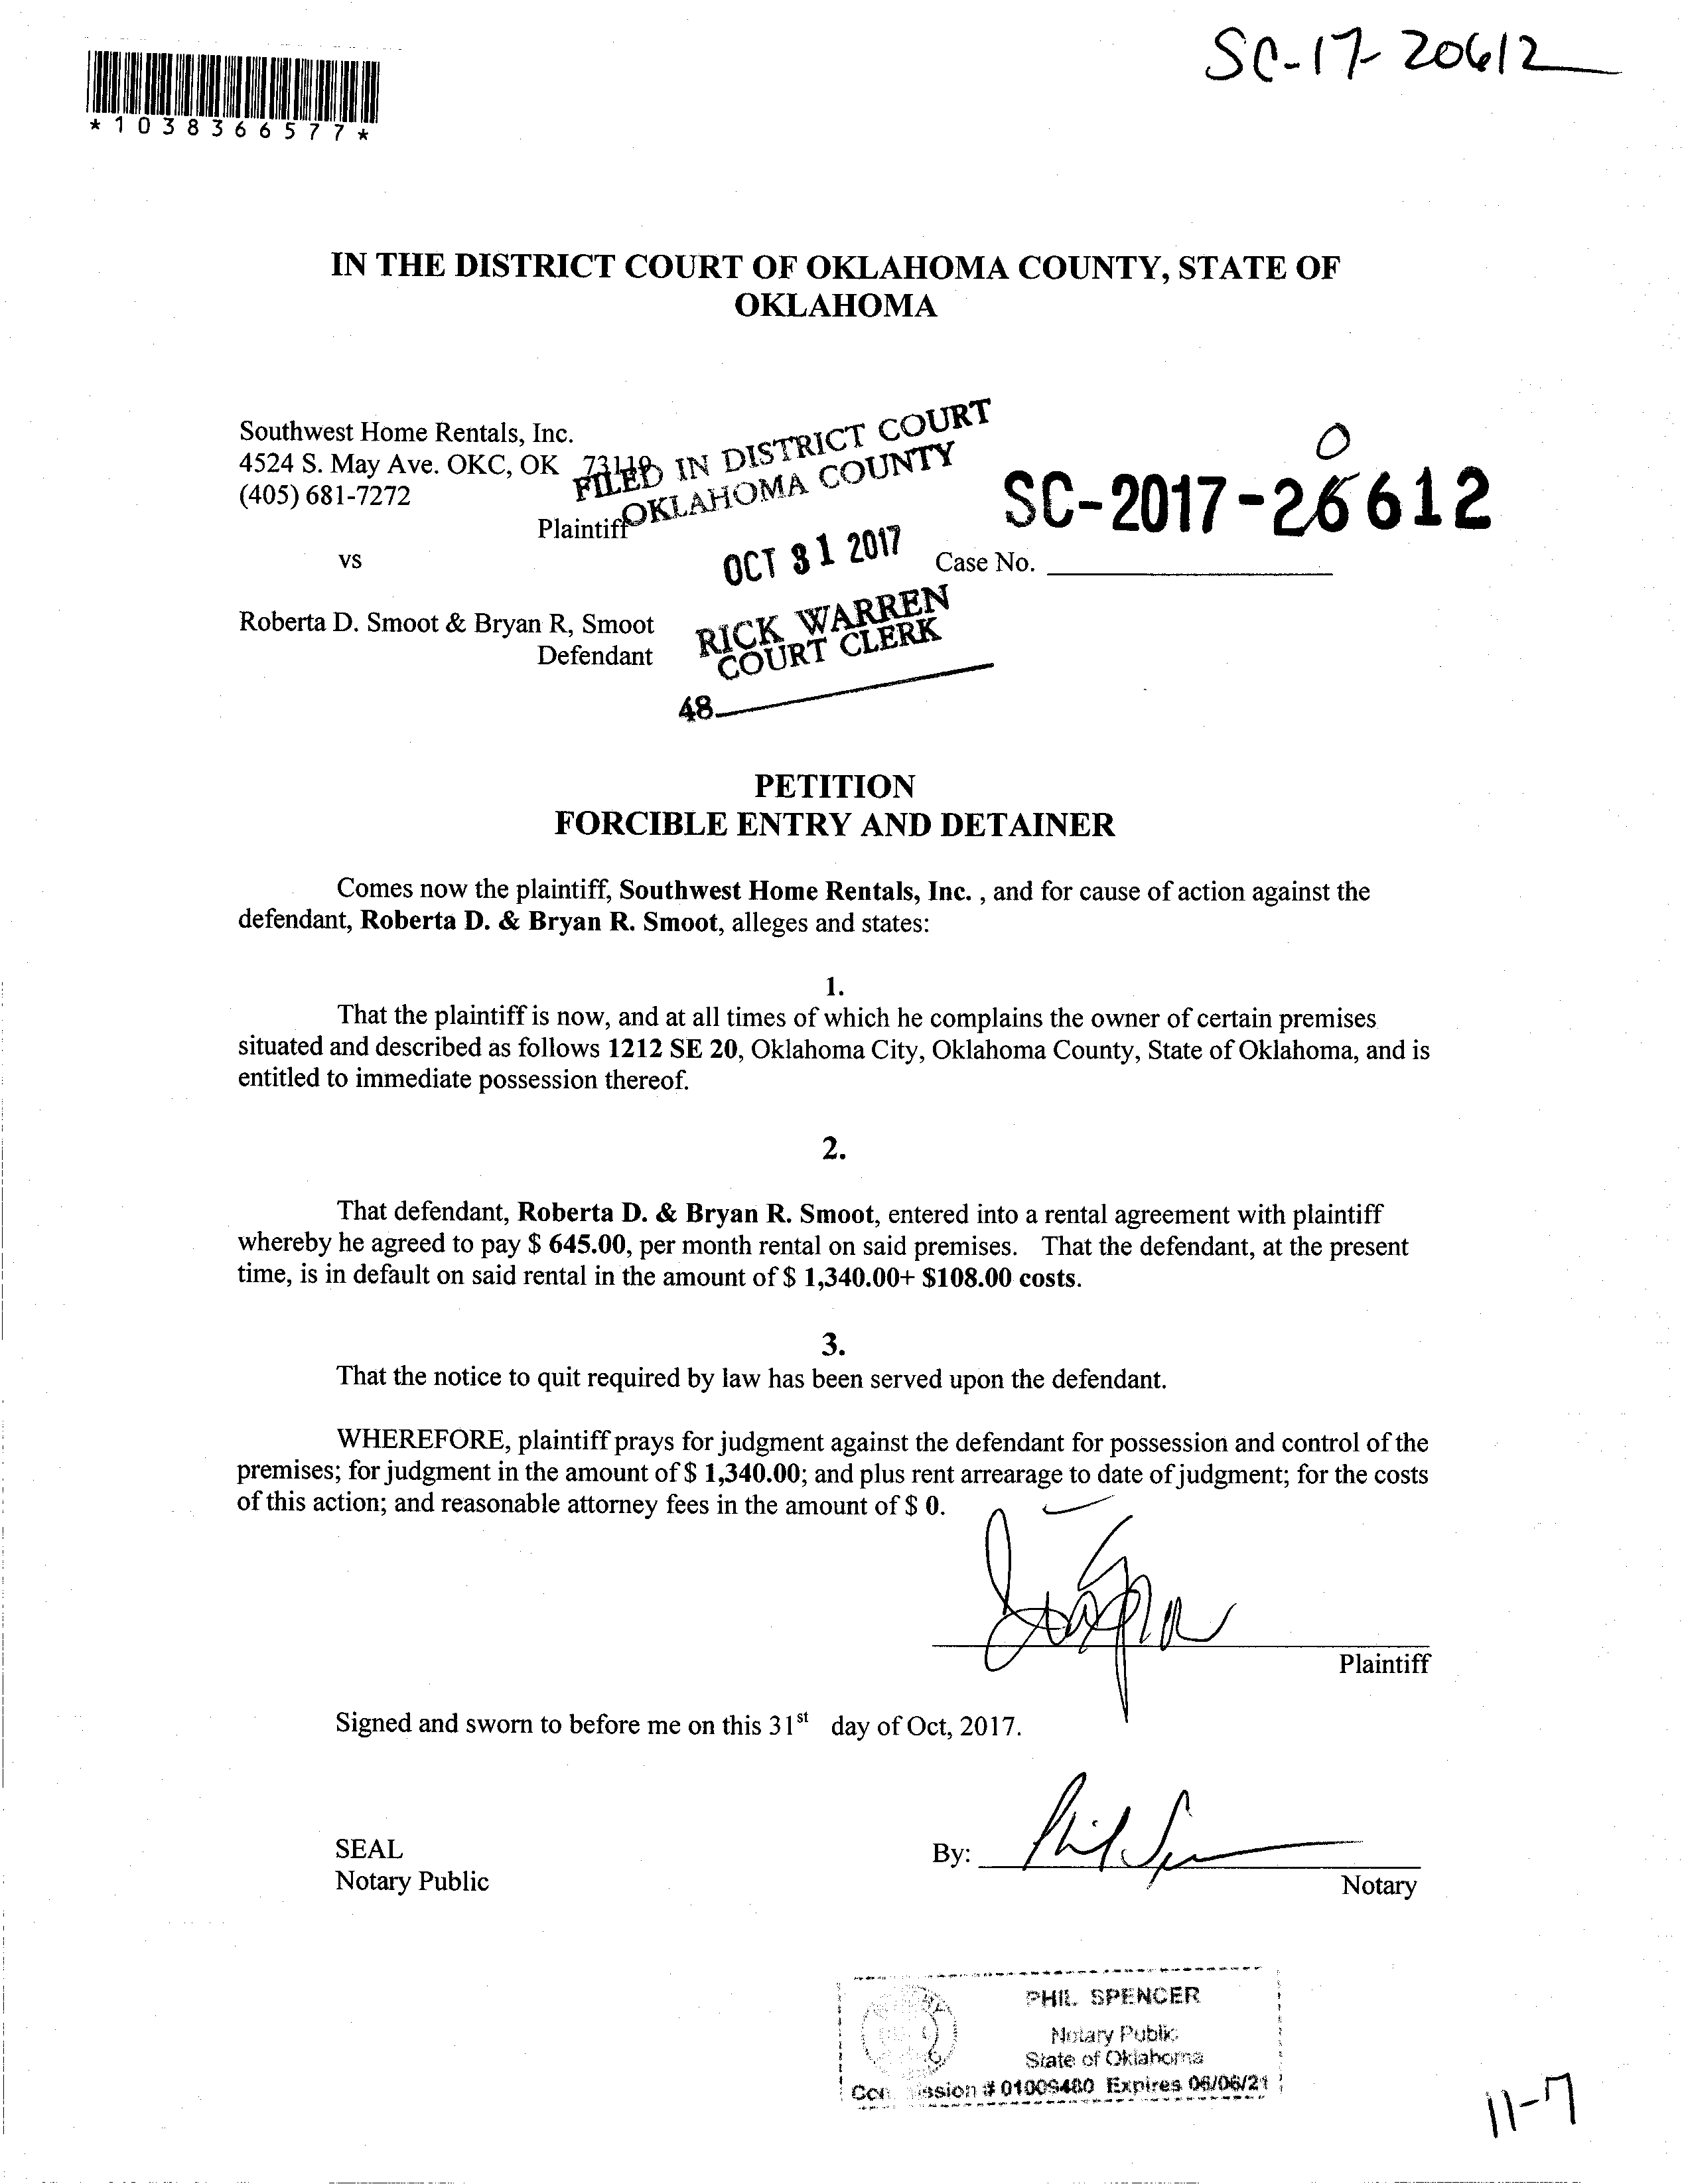 SC-17-20612
*1038366577*
IN THE DISTRICT COURT OF OKLAHOMA COUNTY, STATE OF
OKLAHOMA
Southwest Home Rentals, Inc.
4524 S. May Ave. OKC, OK 73119
(405) 681-7272
Plaintiff
FILED IN DISTRICT COURT
OKLAHOMA COUNTY
OCT 31 2017
RICK WARREN
COURT CLERK
48
0
SC-2017-26612
Case No.
vs
Roberta D. Smoot & Bryan R, Smoot
Defendant
PETITION
FORCIBLE ENTRY AND DETAINER
Comes now the plaintiff, Southwest Home Rentals, Inc. , and for cause of action against the
defendant, Roberta D. & Bryan R. Smoot, alleges and states:
1.
That the plaintiff is now, and at all times of which he complains the owner of certain premises
situated and described as follows 1212 SE 20, Oklahoma City, Oklahoma County, State of Oklahoma, and is
entitled to immediate possession thereof.
2.
That defendant, Roberta D. & Bryan R. Smoot, entered into a rental agreement with plaintiff
whereby he agreed to pay $ 645.00, per month rental on said premises. That the defendant, at the present
time, is in default on said rental in the amount of $ 1,340.00+ $108.00 costs.
3.
That the notice to quit required by law has been served upon the defendant.
WHEREFORE, plaintiff prays for judgment against the defendant for possession and control of the
premises; for judgment in the amount of $ 1,340.00; and plus rent arrearage to date of judgment; for the costs
of this action; and reasonable attorney fees in the amount of $ 0.
Plaintiff
Signed and sworn to before me on this 31st day of Oct, 2017.
SEAL
Notary Public
By: Phil Spencer
Notary
PHIL SPENCER
Notary Public
State of Oklahoma
Commission # 01009480 Expires 06/06/21
11-7